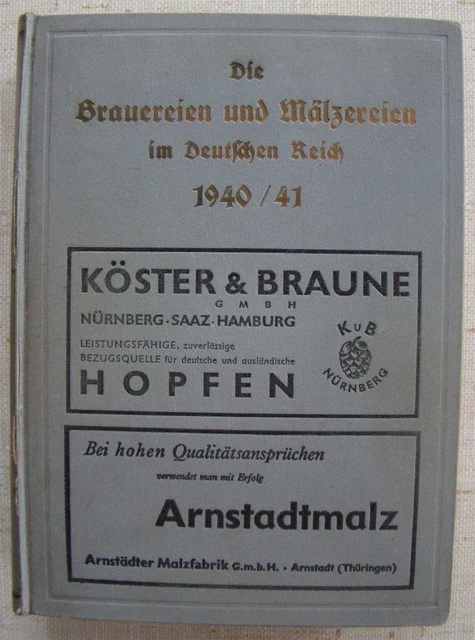 Die
Brauereien und Mälzereien
im Deutschen Reich
1940/41
KÖSTER & BRAUNE
GMBH
NÜRNBERG·SAAZ·HAMBURG
LEISTUNGSFÄHIGE, zuverlässige
BEZUGSQUELLE für deutsche und ausländische
HOPFEN
KuB
NÜRNBERG
Bei hohen Qualitätsansprüchen
verwendet man mit Erfolg
Arnstadtmalz
Arnstädter Malzfabrik G.m.b.H. · Arnstadt (Thüringen)